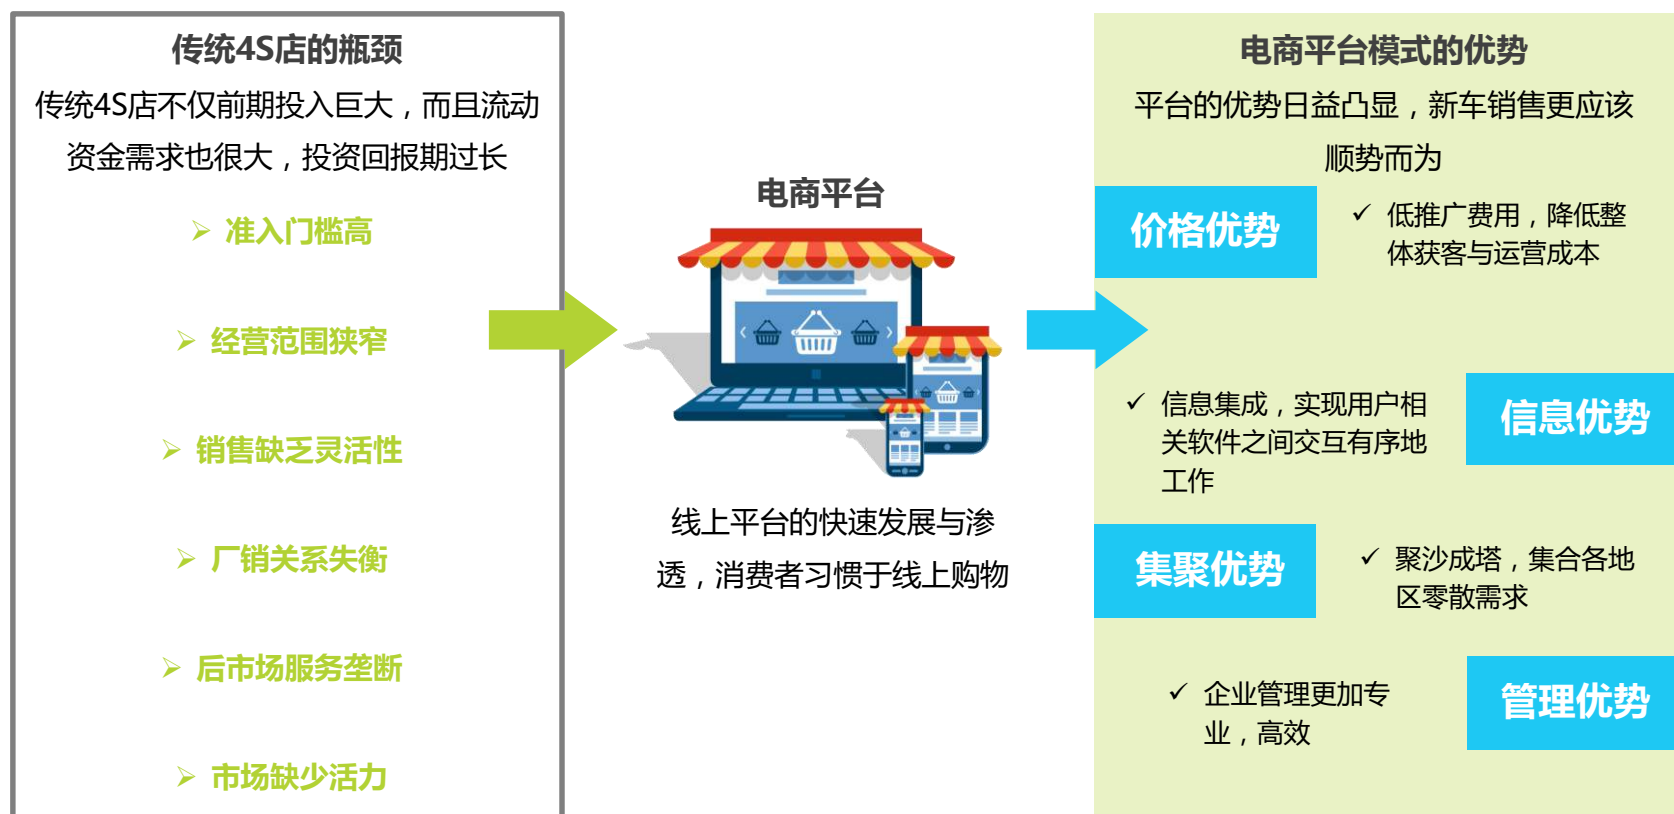 传统4S店的瓶颈
传统4S店不仅前期投入巨大，而且流动
资金需求也很大，投资回报期过长
➢ 准入门槛高
➢ 经营范围狭窄
➢ 销售缺乏灵活性
➢ 厂销关系失衡
➢ 后市场服务垄断
➢ 市场缺少活力
电商平台
线上平台的快速发展与渗
透，消费者习惯于线上购物
电商平台模式的优势
平台的优势日益凸显，新车销售更应该
顺势而为
价格优势
✓ 低推广费用，降低整
体获客与运营成本
✓ 信息集成，实现用户相
关软件之间交互有序地
工作
信息优势
集聚优势
✓ 聚沙成塔，集合各地
区零散需求
✓ 企业管理更加专
业，高效
管理优势